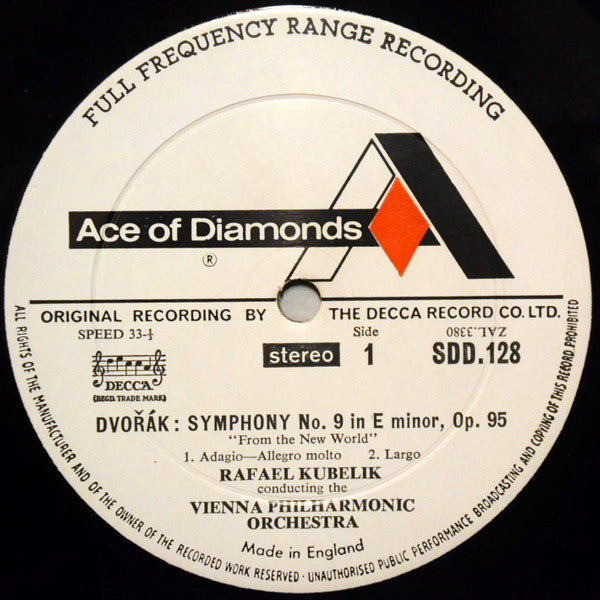 FULL FREQUENCY RANGE RECORDING
Ace of Diamonds
®
ORIGINAL RECORDING BY THE DECCA RECORD CO. LTD.
SPEED 33-⅓
Side
ZAL.3380
stereo 1 SDD.128
DECCA
(REGD. TRADE MARK)
DVOŘÁK: SYMPHONY No. 9 in E minor, Op. 95
"From the New World"
1. Adagio—Allegro molto 2. Largo
RAFAEL KUBELIK
conducting the
VIENNA PHILHARMONIC
ORCHESTRA
Made in England
ALL RIGHTS OF THE MANUFACTURER AND OF THE OWNER OF THE RECORDED WORK RESERVED · UNAUTHORISED PUBLIC PERFORMANCE BROADCASTING AND COPYING OF THIS RECORD PROHIBITED